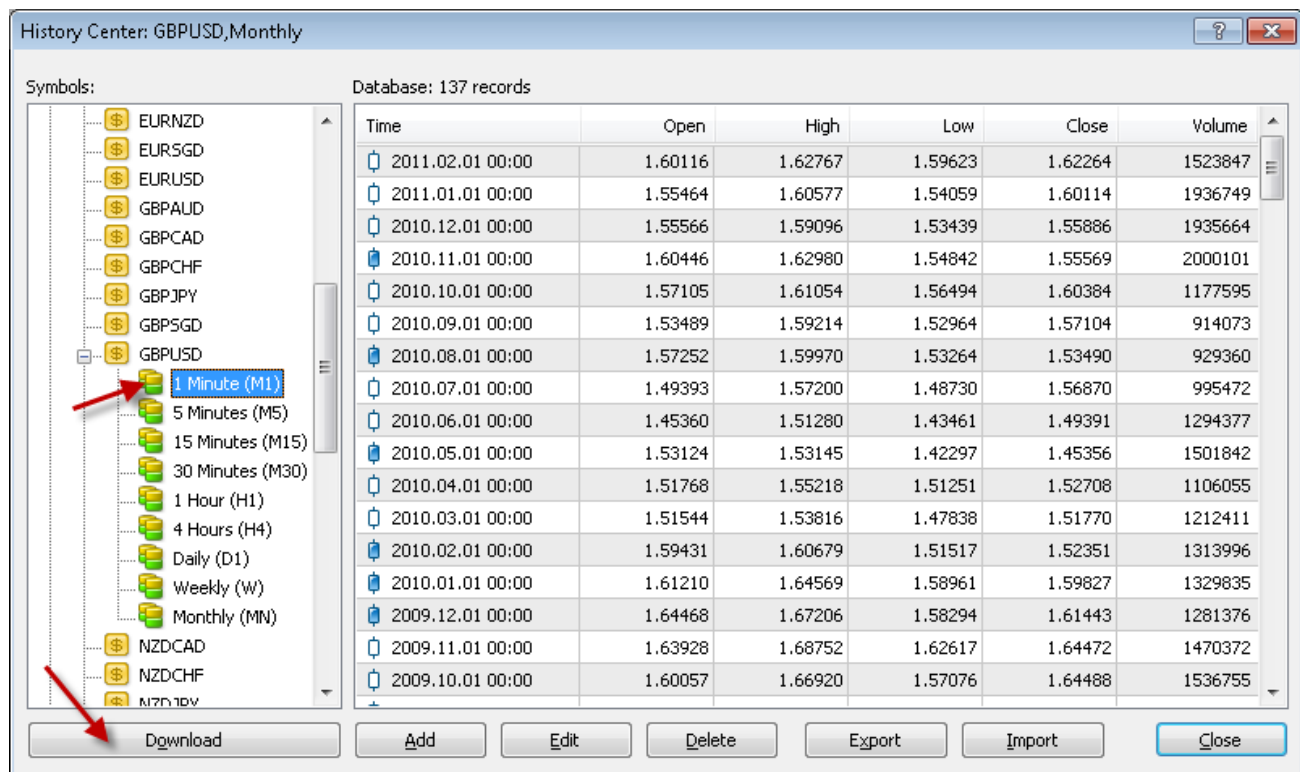 History Center: GBPUSD,Monthly
Symbols:
Database: 137 records
EURNZD
EURSGD
EURUSD
GBPAUD
GBPCAD
GBPCHF
GBPJPY
GBPSGD
GBPUSD
1 Minute (M1)
5 Minutes (M5)
15 Minutes (M15)
30 Minutes (M30)
1 Hour (H1)
4 Hours (H4)
Daily (D1)
Weekly (W)
Monthly (MN)
NZDCAD
NZDCHF
NZDJPY
Time Open High Low Close Volume
2011.02.01 00:00 1.60116 1.62767 1.59623 1.62264 1523847
2011.01.01 00:00 1.55464 1.60577 1.54059 1.60114 1936749
2010.12.01 00:00 1.55566 1.59096 1.53439 1.55886 1935664
2010.11.01 00:00 1.60446 1.62980 1.54842 1.55569 2000101
2010.10.01 00:00 1.57105 1.61054 1.56494 1.60384 1177595
2010.09.01 00:00 1.53489 1.59214 1.52964 1.57104 914073
2010.08.01 00:00 1.57252 1.59970 1.53264 1.53490 929360
2010.07.01 00:00 1.49393 1.57200 1.48730 1.56870 995472
2010.06.01 00:00 1.45360 1.51280 1.43461 1.49391 1294377
2010.05.01 00:00 1.53124 1.53145 1.42297 1.45356 1501842
2010.04.01 00:00 1.51768 1.55218 1.51251 1.52708 1106055
2010.03.01 00:00 1.51544 1.53816 1.47838 1.51770 1212411
2010.02.01 00:00 1.59431 1.60679 1.51517 1.52351 1313996
2010.01.01 00:00 1.61210 1.64569 1.58961 1.59827 1329835
2009.12.01 00:00 1.64468 1.67206 1.58294 1.61443 1281376
2009.11.01 00:00 1.63928 1.68752 1.62617 1.64472 1470372
2009.10.01 00:00 1.60057 1.66920 1.57076 1.64488 1536755
Download
Add
Edit
Delete
Export
Import
Close